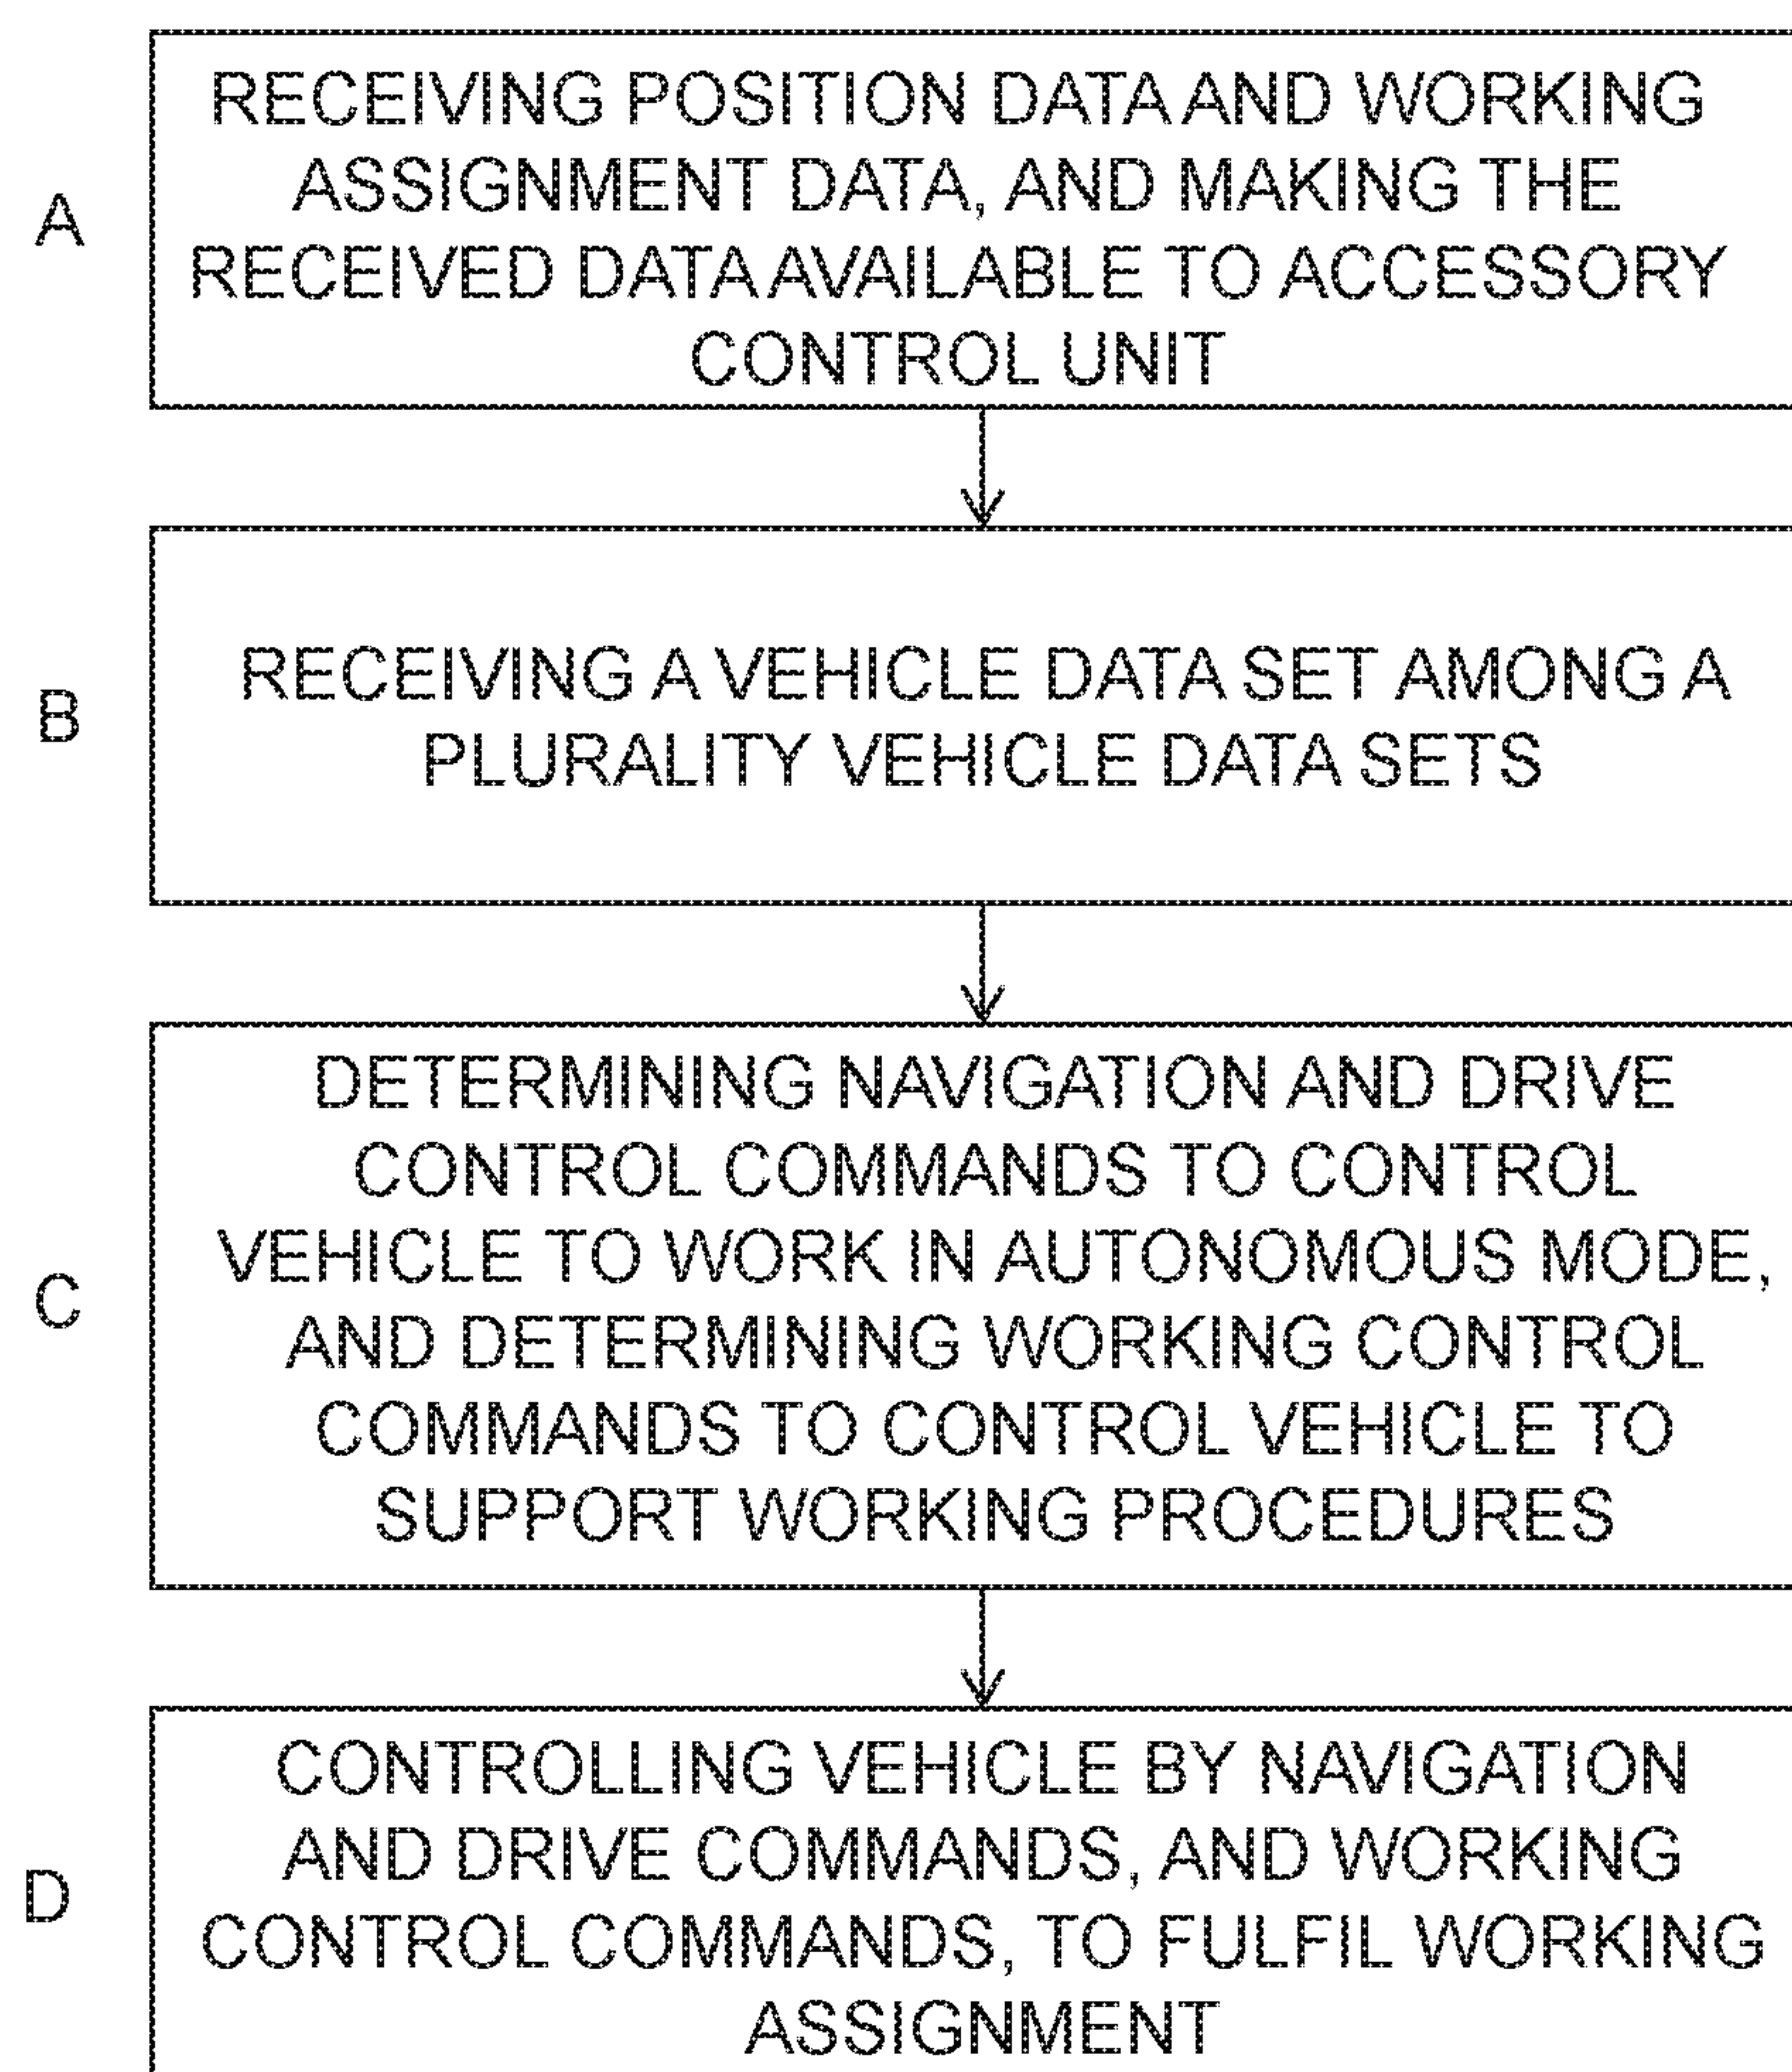 A
RECEIVING POSITION DATA AND WORKING
ASSIGNMENT DATA, AND MAKING THE
RECEIVED DATA AVAILABLE TO ACCESSORY
CONTROL UNIT
B
RECEIVING A VEHICLE DATA SET AMONG A
PLURALITY VEHICLE DATA SETS
C
DETERMINING NAVIGATION AND DRIVE
CONTROL COMMANDS TO CONTROL
VEHICLE TO WORK IN AUTONOMOUS MODE,
AND DETERMINING WORKING CONTROL
COMMANDS TO CONTROL VEHICLE TO
SUPPORT WORKING PROCEDURES
D
CONTROLLING VEHICLE BY NAVIGATION
AND DRIVE COMMANDS, AND WORKING
CONTROL COMMANDS, TO FULFIL WORKING
ASSIGNMENT